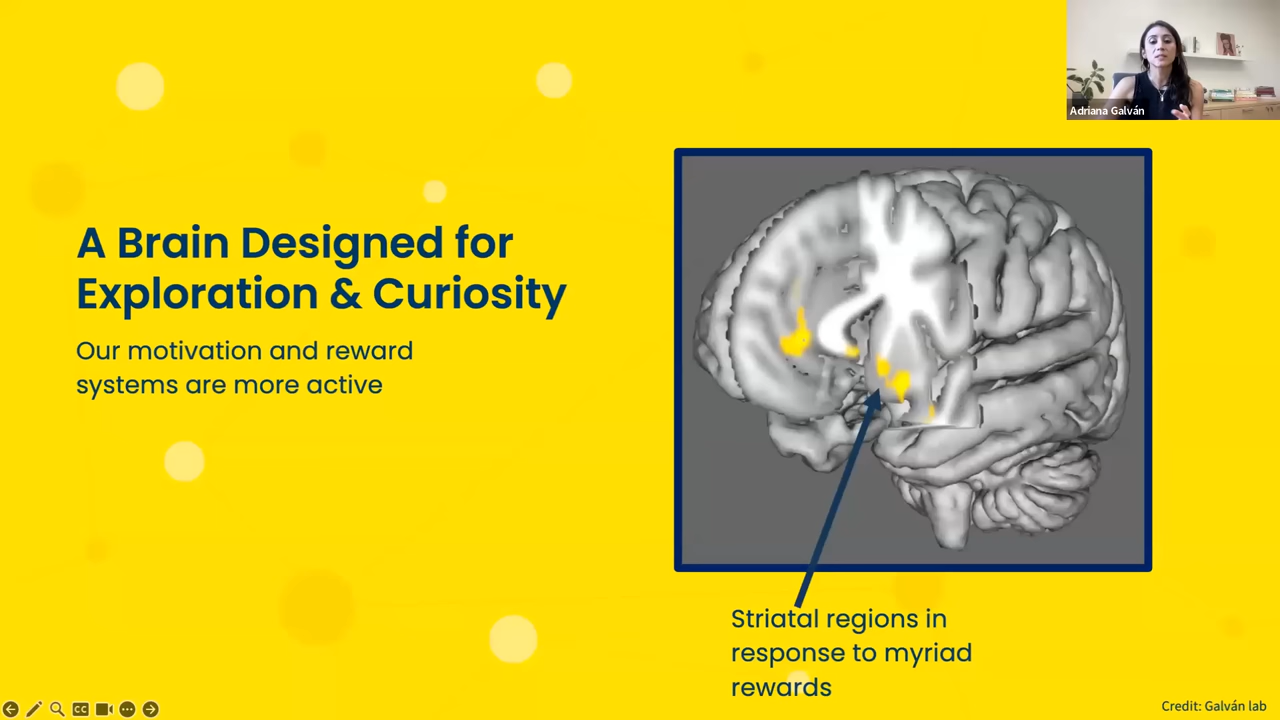 Adriana Galván
A Brain Designed for
Exploration & Curiosity
Our motivation and reward
systems are more active
Striatal regions in
response to myriad
rewards
CC
Credit: Galván lab